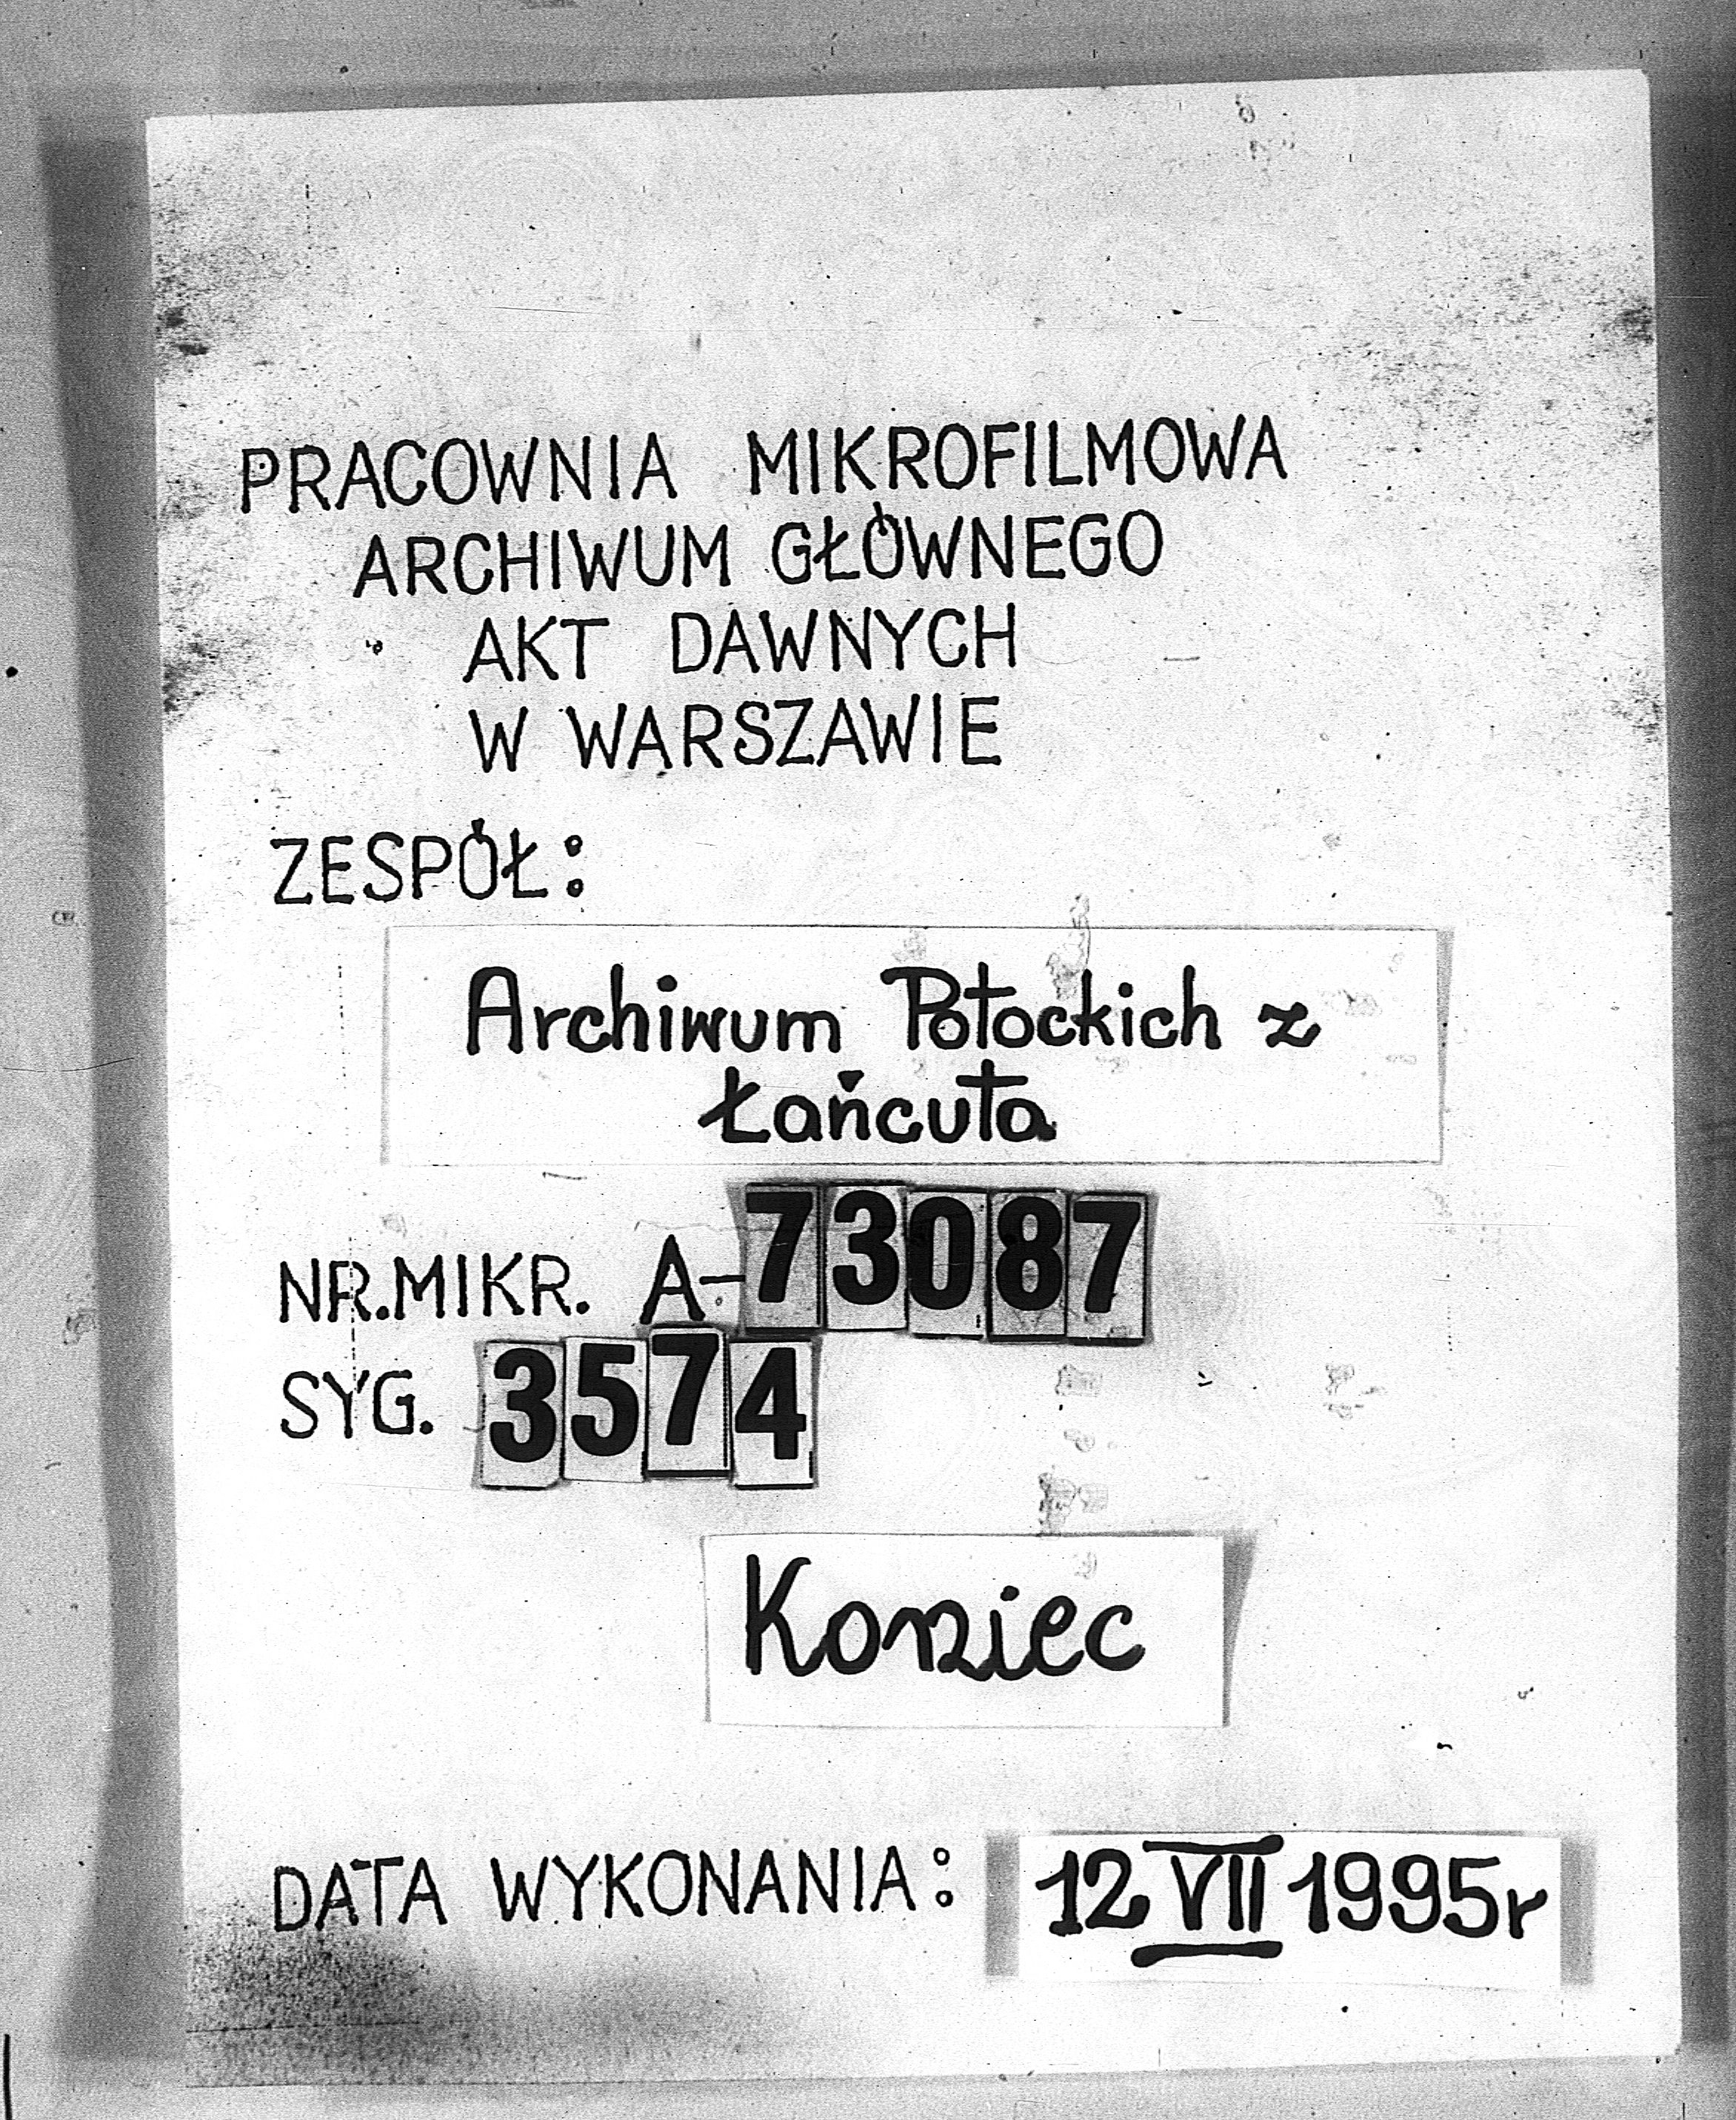 PRACOWNIA MIKROFILMOWA
ARCHIWUM GŁÓWNEGO
AKT DAWNYCH
W WARSZAWIE
ZESPÓŁ:
Archiwum Potockich z
Łańcuta
NR.MIKR. A-73087
SYG. 3574
Koniec
DATA WYKONANIA: 12 VII 1995r